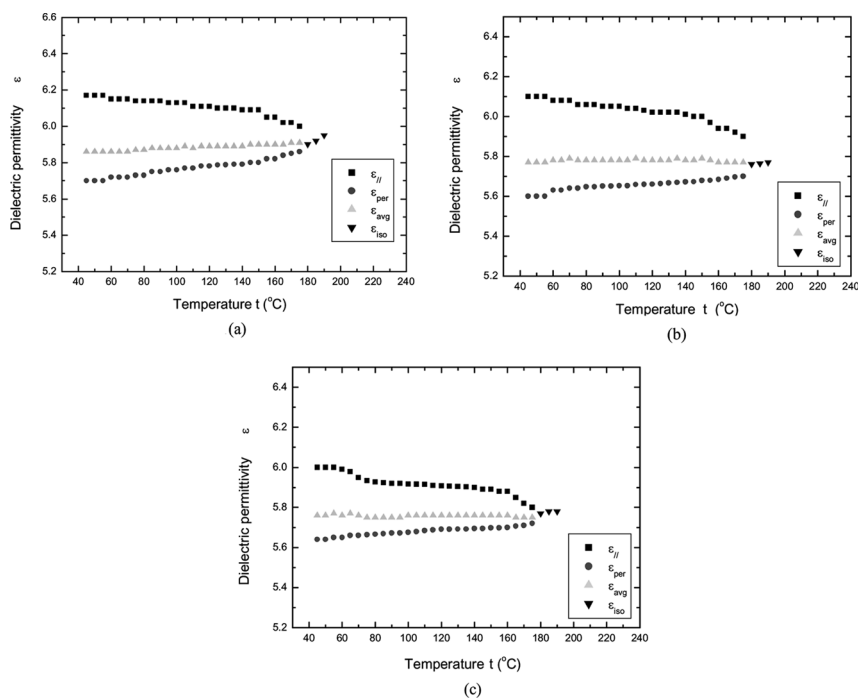 6.6
6.4
6.2
6.0
5.8
5.6
5.4
5.2
Dielectric permittivity ε
40 60 80 100 120 140 160 180 200 220 240
Temperature t (°C)
ε//
εper
εavg
εiso
(a)
6.4
6.2
6.0
5.8
5.6
5.4
5.2
Dielectric permittivity ε
40 60 80 100 120 140 160 180 200 220 240
Temperature t (°C)
ε//
εper
εavg
εiso
(b)
6.4
6.2
6.0
5.8
5.6
5.4
5.2
Dielectric permittivity ε
40 60 80 100 120 140 160 180 200 220 240
Temperature t (°C)
ε//
εper
εavg
εiso
(c)